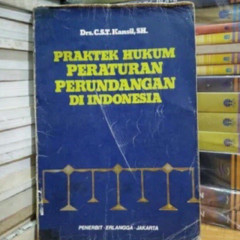 Drs. C.S.T. Kansil, SH.
PRAKTEK HUKUM
PERATURAN
PERUNDANGAN
DI INDONESIA
PENERBIT ERLANGGA - JAKARTA